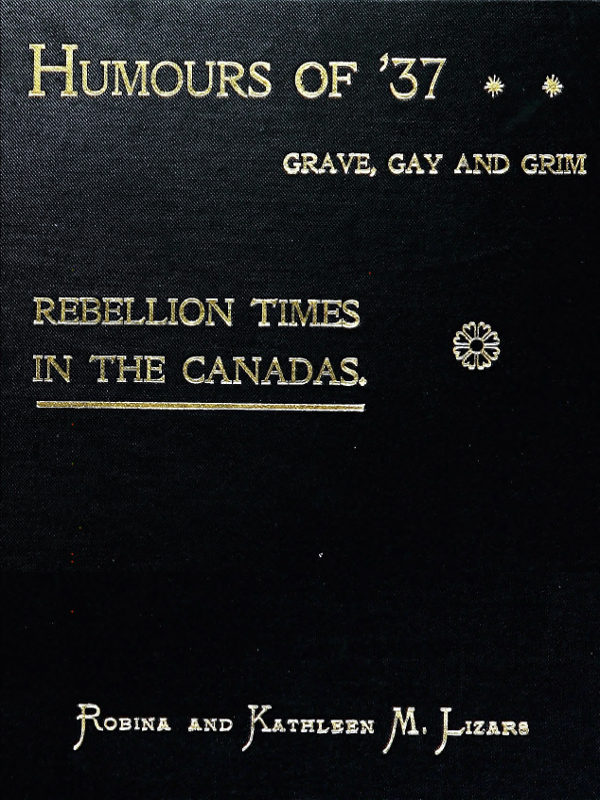 HUMOURS OF '37
GRAVE, GAY AND GRIM
REBELLION TIMES
IN THE CANADAS.
ROBINA AND KATHLEEN M. LIZARS